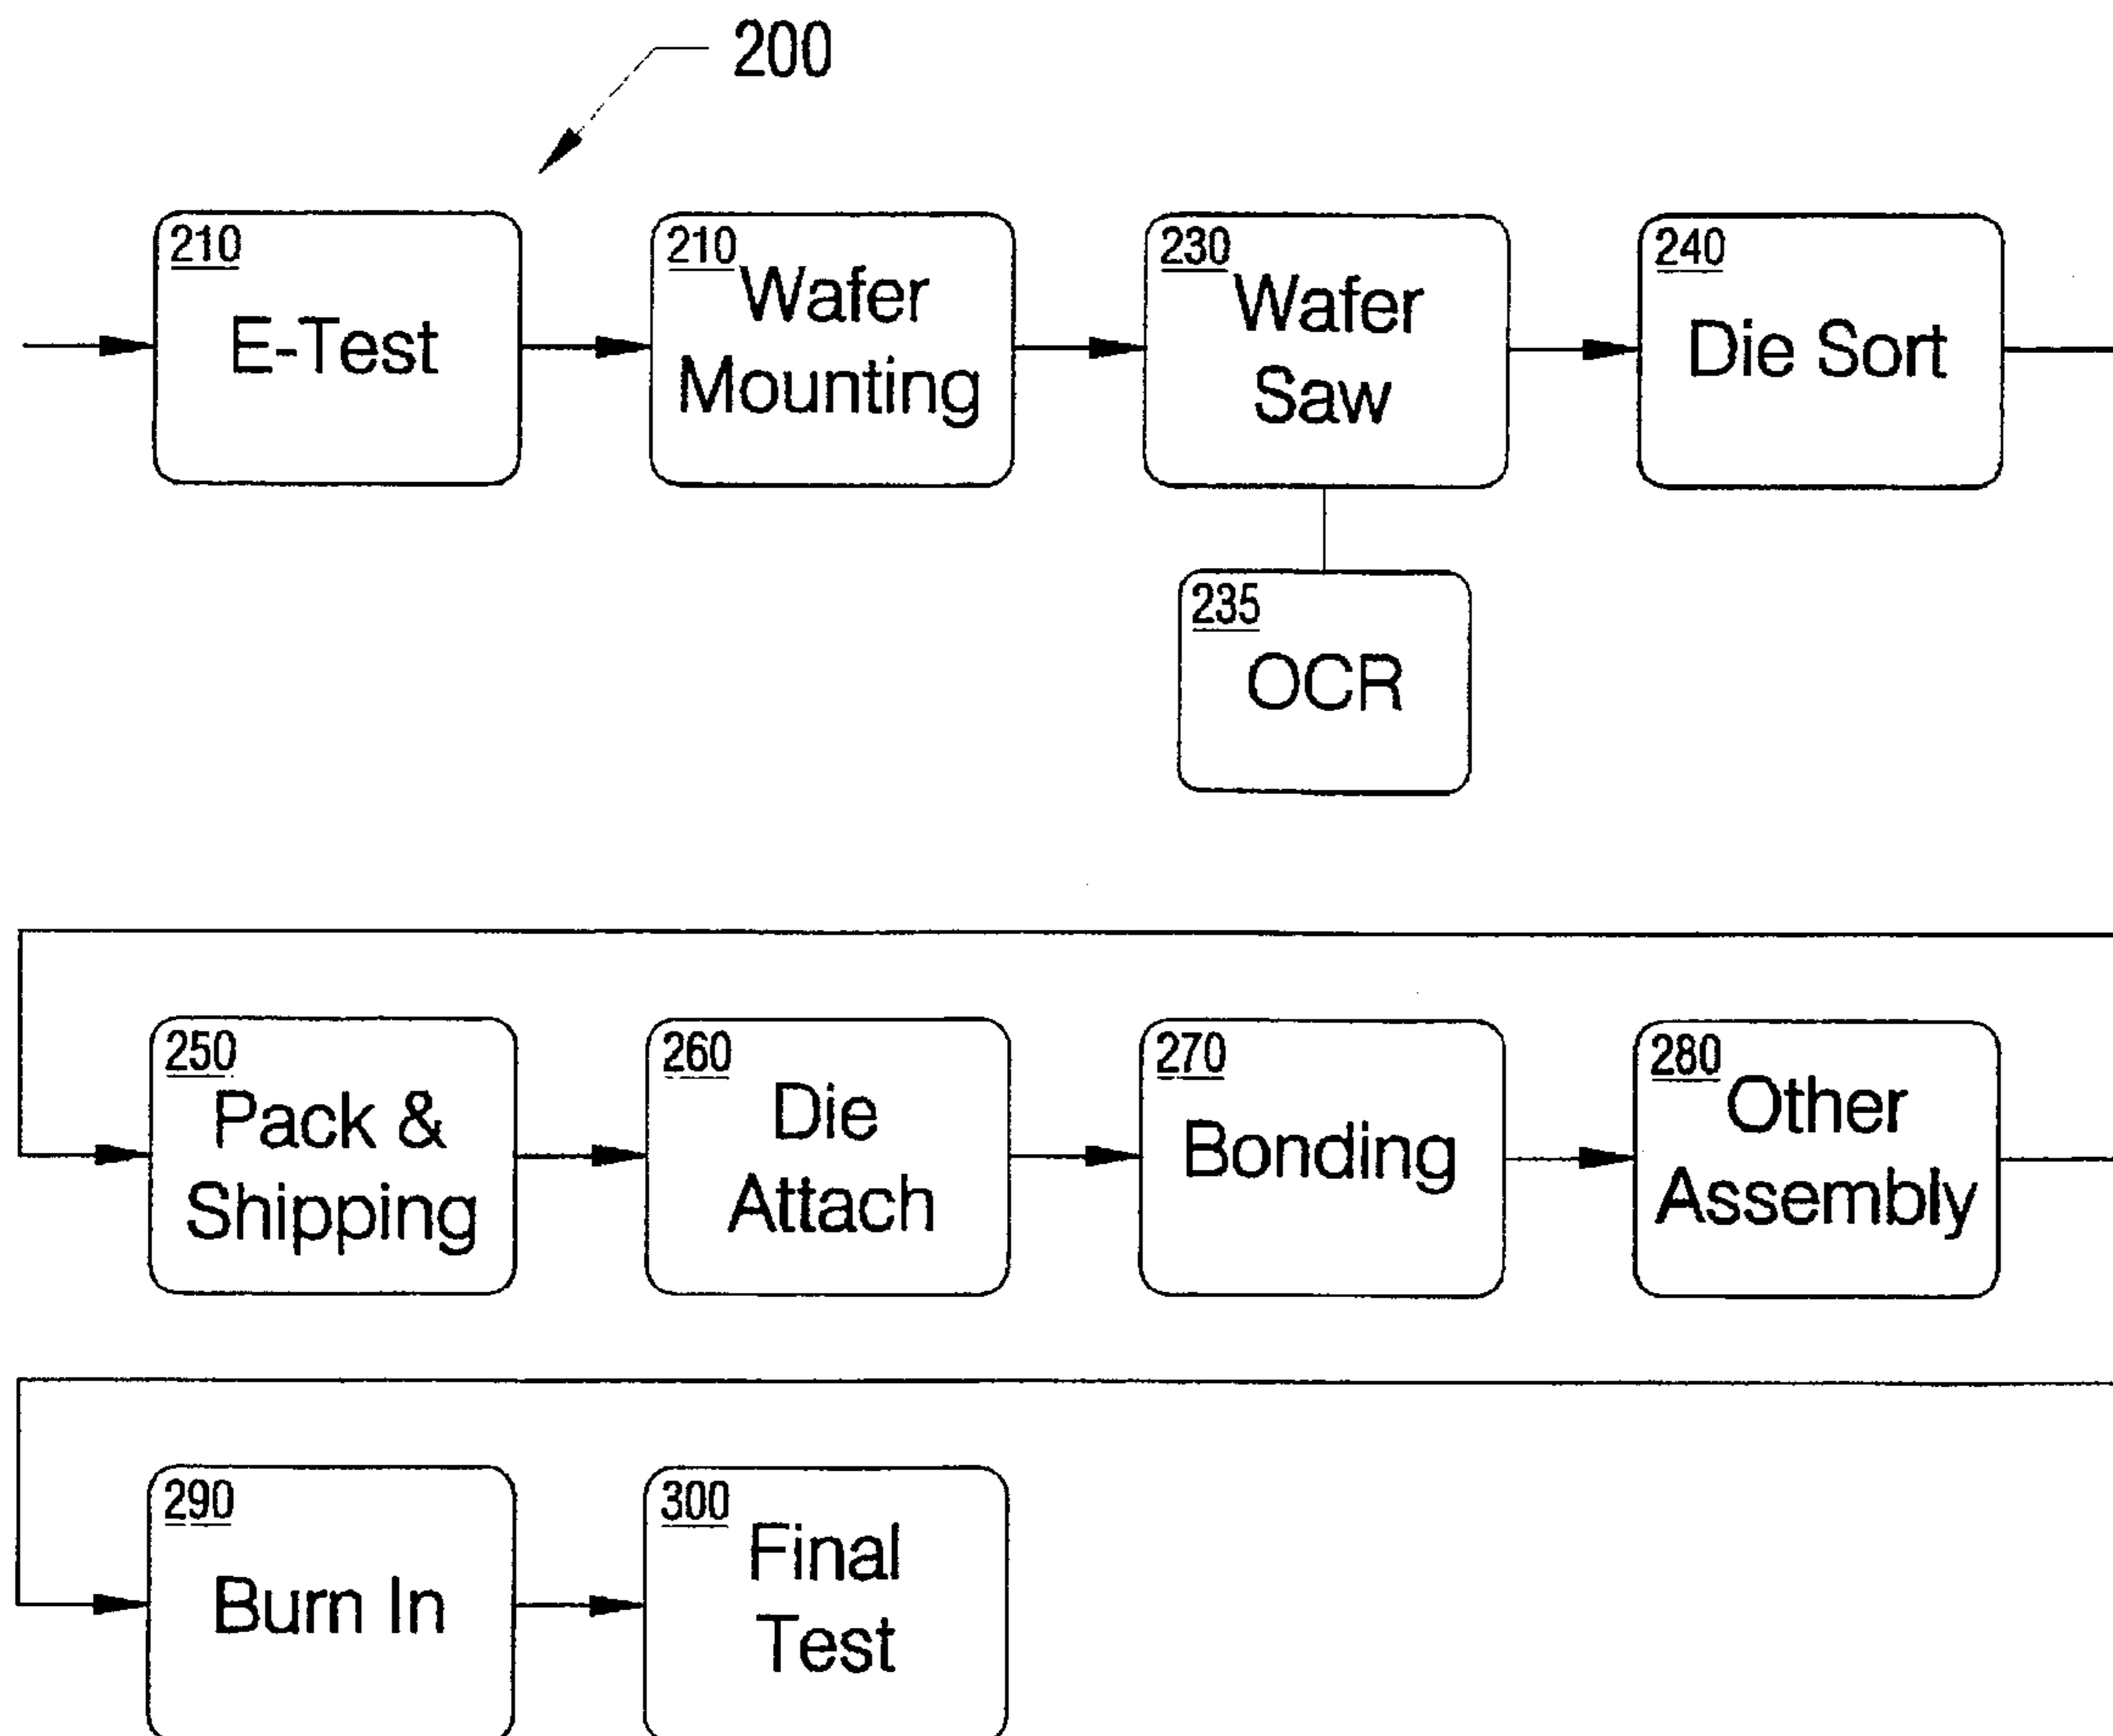 200
210
E-Test
210
Wafer
Mounting
230
Wafer
Saw
240
Die Sort
235
OCR
250
Pack &
Shipping
260
Die
Attach
270
Bonding
280
Other
Assembly
290
Burn In
300
Final
Test